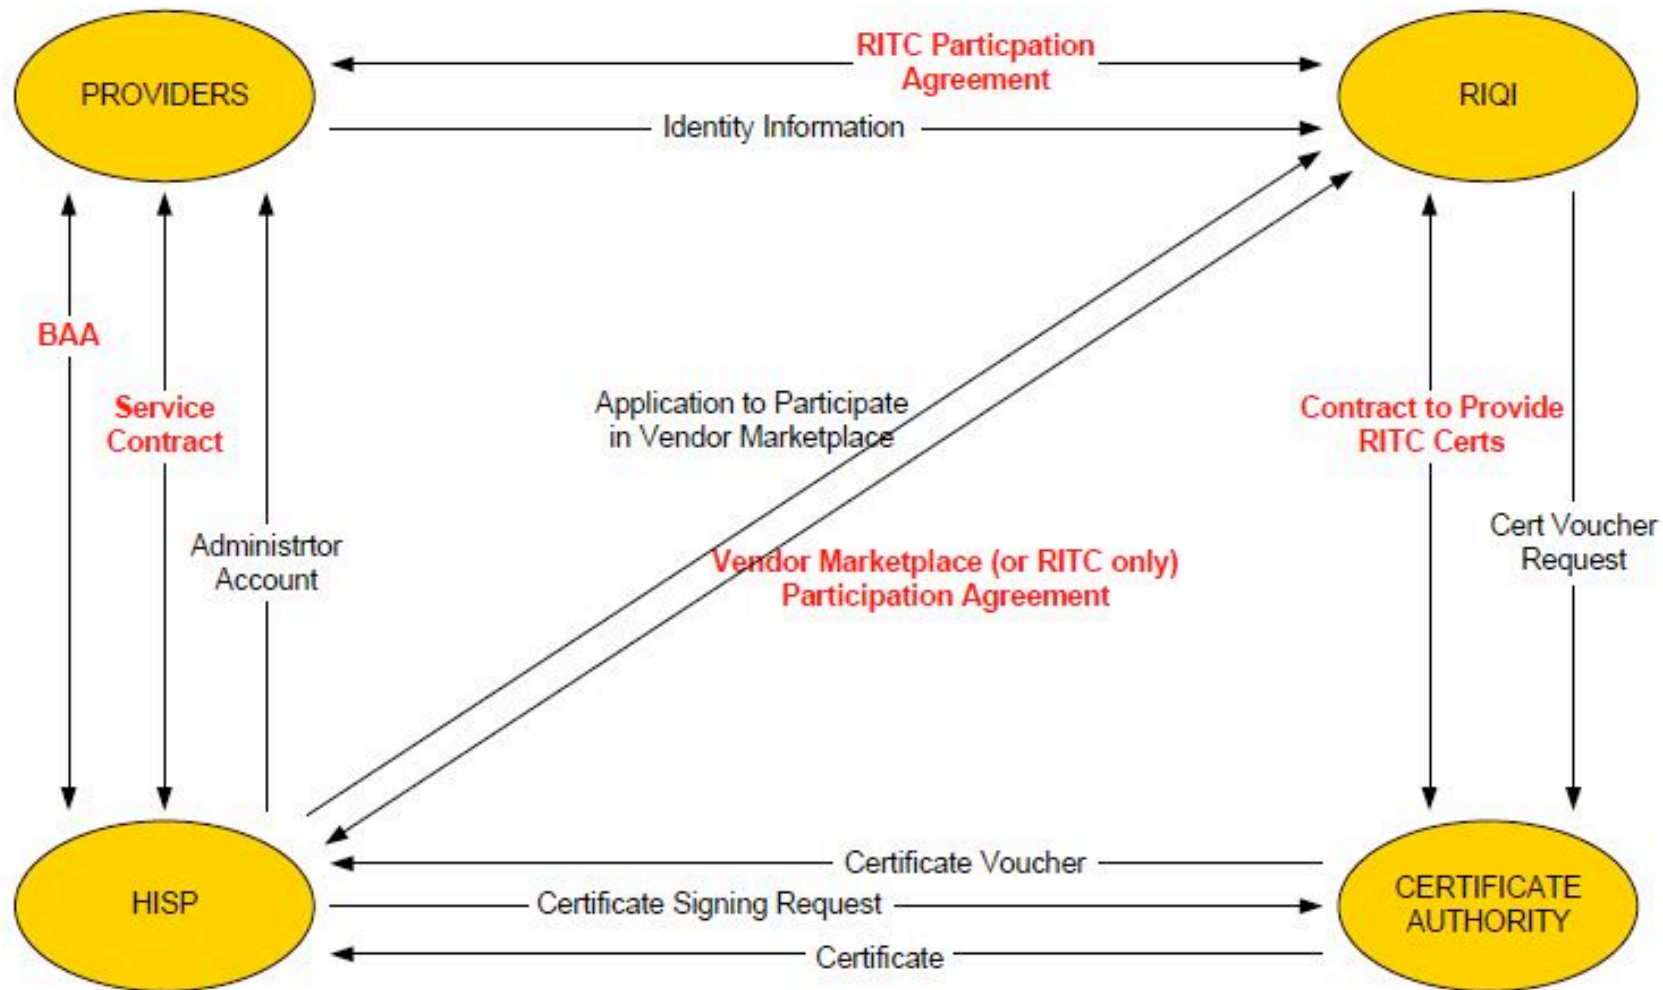 PROVIDERS
RITC Particpation
Agreement
RIQI
Identity Information
BAA
Service
Contract
Administrtor
Account
Application to Participate
in Vendor Marketplace
Vendor Marketplace (or RITC only)
Participation Agreement
Contract to Provide
RITC Certs
Cert Voucher
Request
HISP
Certificate Voucher
Certificate Signing Request
Certificate
CERTIFICATE
AUTHORITY